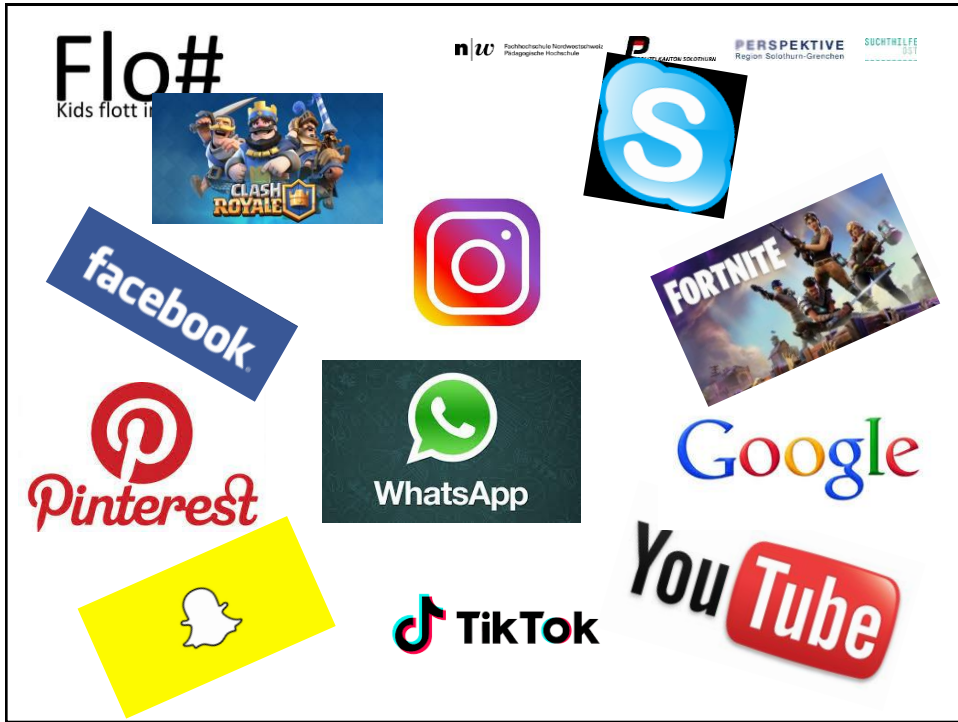 Flo#
Kids flott i
n|w Fachhochschule Nordwestschweiz
Pädagogische Hochschule
KANTON SOLOTHURN
PERSPEKTIVE
Region Solothurn-Grenchen
SUCHTHILFE
OST
CLASH
ROYALE
S
facebook
FORTNITE
Pinterest
WhatsApp
Google
TikTok
You Tube